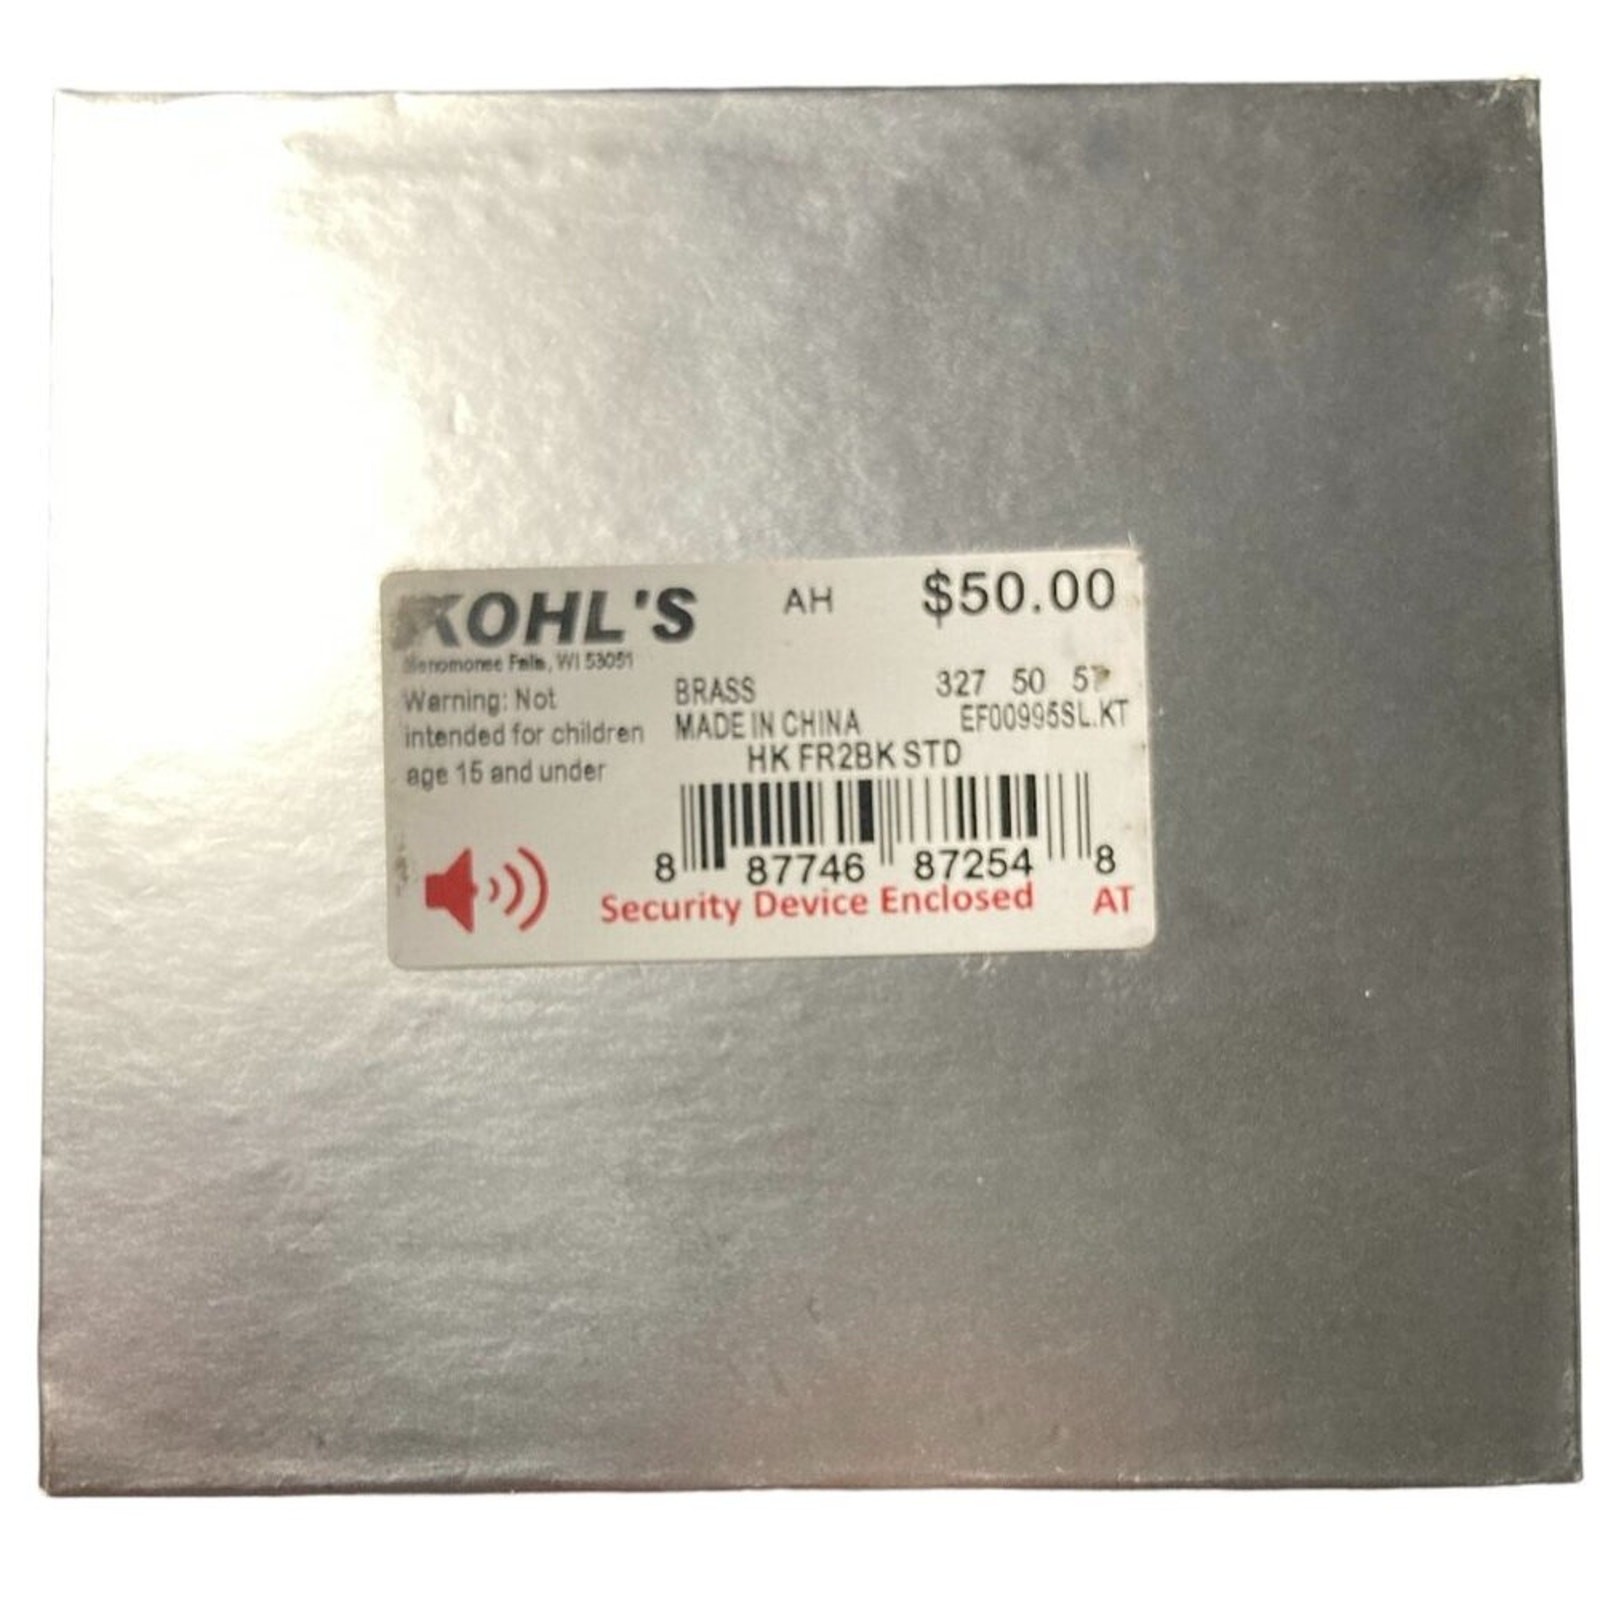 KOHL'S AH $50.00
Menomonee Falls, WI 53051
Warning: Not
intended for children
age 15 and under
BRASS 327 50
MADE IN CHINA EF00995SL.KT
HK FR2BK STD
8 87746 87254 8
Security Device Enclosed AT